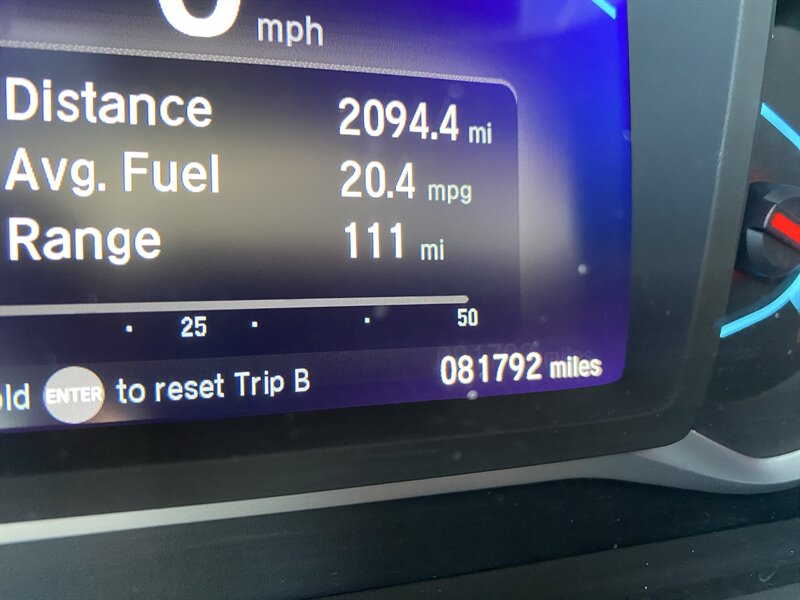 mph
Distance 2094.4 mi
Avg. Fuel 20.4 mpg
Range 111 mi
25 50
old ENTER to reset Trip B
081792 miles